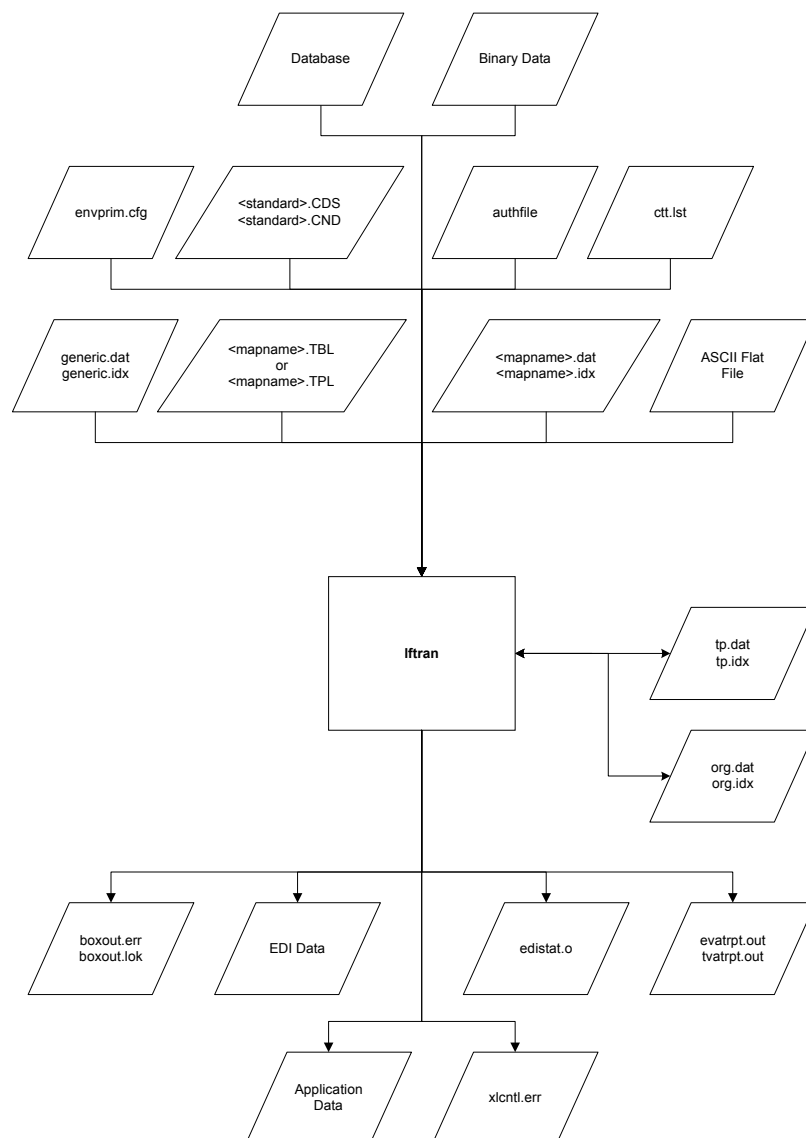 Database
Binary Data
envprim.cfg
<standard>.CDS
<standard>.CND
authfile
ctt.lst
generic.dat
generic.idx
<mapname>.TBL
or
<mapname>.TPL
<mapname>.dat
<mapname>.idx
ASCII Flat
File
lftran
tp.dat
tp.idx
org.dat
org.idx
boxout.err
boxout.lok
EDI Data
edistat.o
evatrpt.out
tvatrpt.out
Application
Data
xlcntl.err